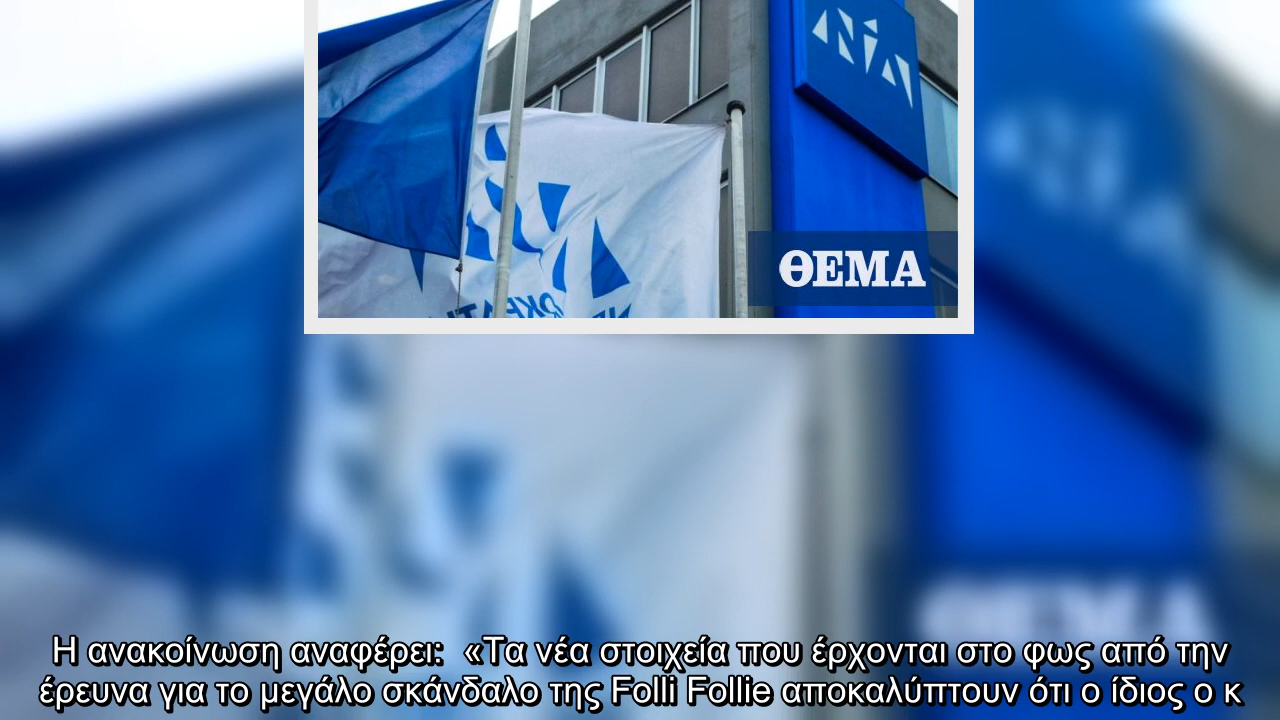 ΝΔ
ΘΕΜΑ
Η ανακοίνωση αναφέρει: «Τα νέα στοιχεία που έρχονται στο φως από την
έρευνα για το μεγάλο σκάνδαλο της Folli Follie αποκαλύπτουν ότι ο ίδιος ο κ